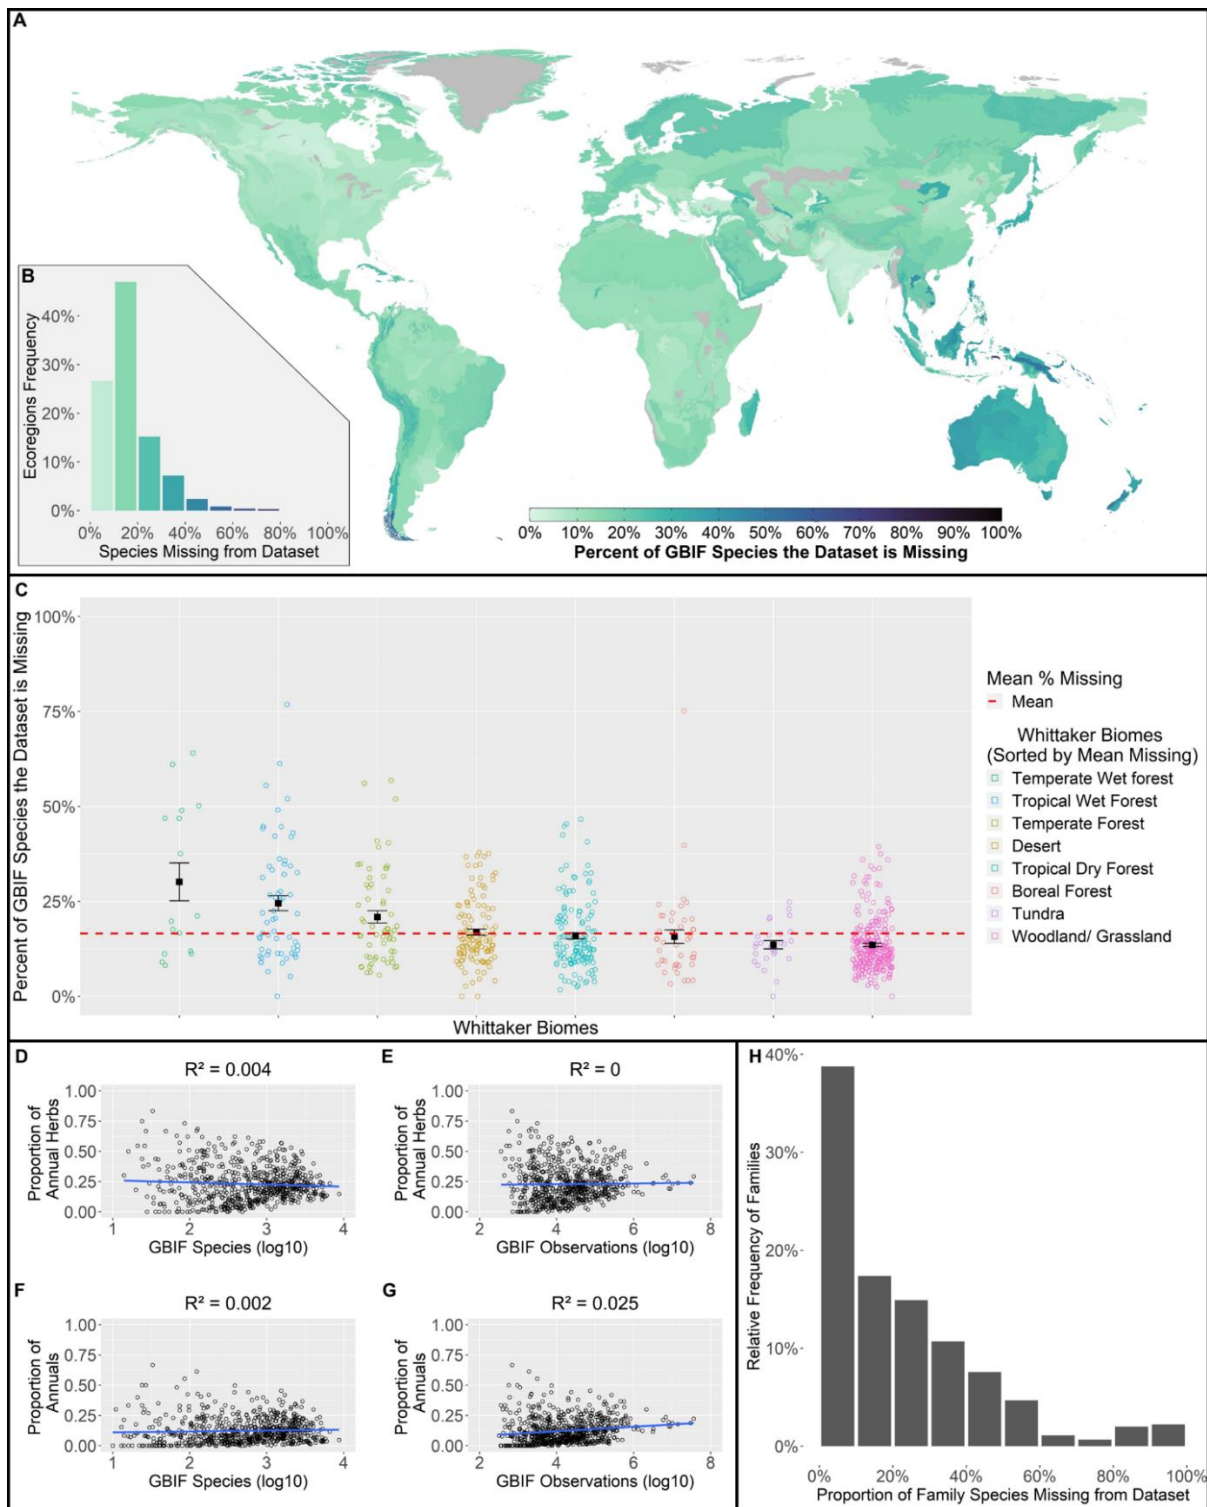 A
B
40%
30%
20%
10%
0%
Ecoregions Frequency
0% 20% 40% 60% 80% 100%
Species Missing from Dataset
0% 10% 20% 30% 40% 50% 60% 70% 80% 90% 100%
Percent of GBIF Species the Dataset is Missing
C
100%
75%
50%
25%
0%
Percent of GBIF Species the Dataset is Missing
Whittaker Biomes
Mean % Missing
Mean
Whittaker Biomes
(Sorted by Mean Missing)
Temperate Wet forest
Tropical Wet Forest
Temperate Forest
Desert
Tropical Dry Forest
Boreal Forest
Tundra
Woodland/ Grassland
D
R² = 0.004
Proportion of
Annual Herbs
1.00
0.75
0.50
0.25
0.00
1 2 3 4
GBIF Species (log10)
E
R² = 0
Proportion of
Annual Herbs
1.00
0.75
0.50
0.25
0.00
2 4 6 8
GBIF Observations (log10)
F
R² = 0.002
Proportion of
Annuals
1.00
0.75
0.50
0.25
0.00
1 2 3 4
GBIF Species (log10)
G
R² = 0.025
Proportion of
Annuals
1.00
0.75
0.50
0.25
0.00
2 4 6 8
GBIF Observations (log10)
H
40%
30%
20%
10%
0%
Relative Frequency of Families
0% 20% 40% 60% 80% 100%
Proportion of Family Species Missing from Dataset